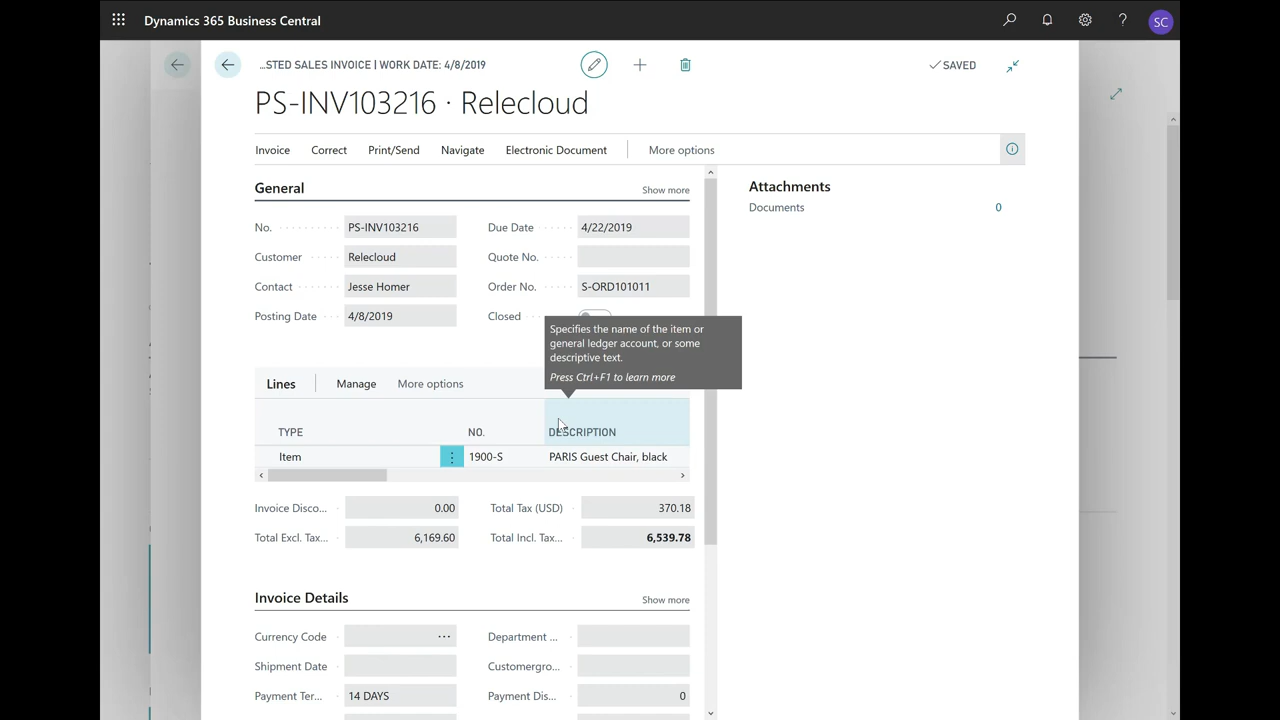 Dynamics 365 Business Central
SC
...STED SALES INVOICE | WORK DATE: 4/8/2019
SAVED
PS-INV103216 · Relecloud
Invoice Correct Print/Send Navigate Electronic Document More options
General Show more
No. PS-INV103216 Due Date 4/22/2019
Customer Relecloud Quote No.
Contact Jesse Homer Order No. S-ORD101011
Posting Date 4/8/2019 Closed
Attachments
Documents 0
Specifies the name of the item or
general ledger account, or some
descriptive text.
Press Ctrl+F1 to learn more
Lines Manage More options
TYPE NO. DESCRIPTION
Item 1900-S PARIS Guest Chair, black
Invoice Disco... 0.00 Total Tax (USD) 370.18
Total Excl. Tax... 6,169.60 Total Incl. Tax... 6,539.78
Invoice Details Show more
Currency Code ... Department ...
Shipment Date Customergro...
Payment Ter... 14 DAYS Payment Dis... 0